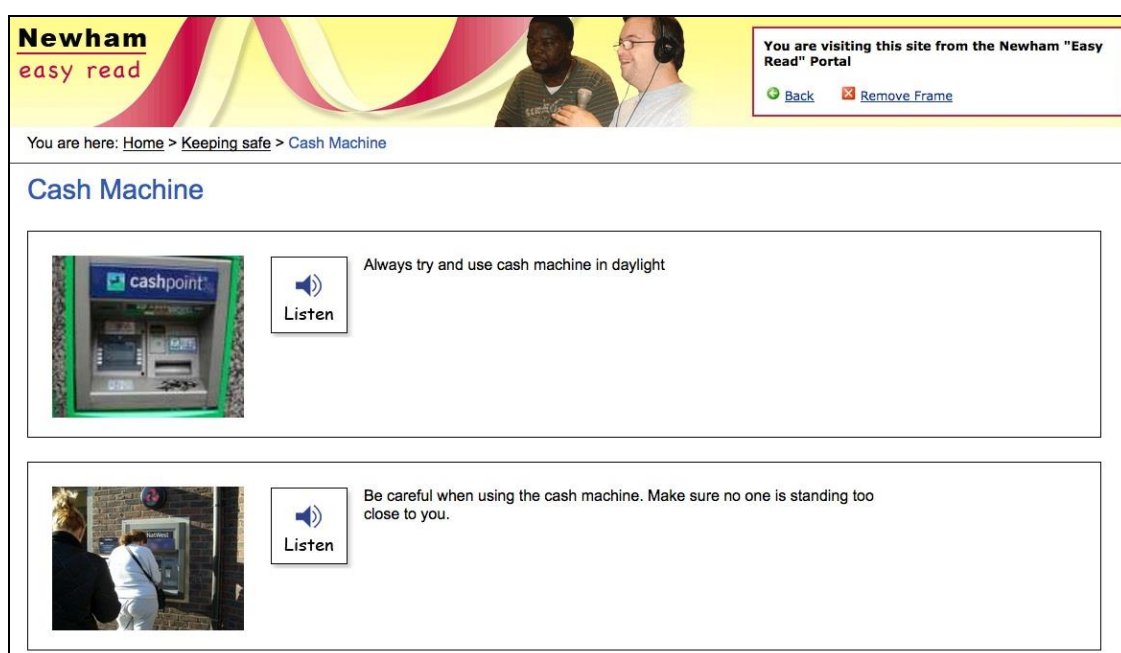 Newham
easy read
You are visiting this site from the Newham "Easy
Read" Portal
Back Remove Frame
You are here: Home > Keeping safe > Cash Machine
Cash Machine
cashpoint
Listen
Always try and use cash machine in daylight
NatWest
Listen
Be careful when using the cash machine. Make sure no one is standing too
close to you.